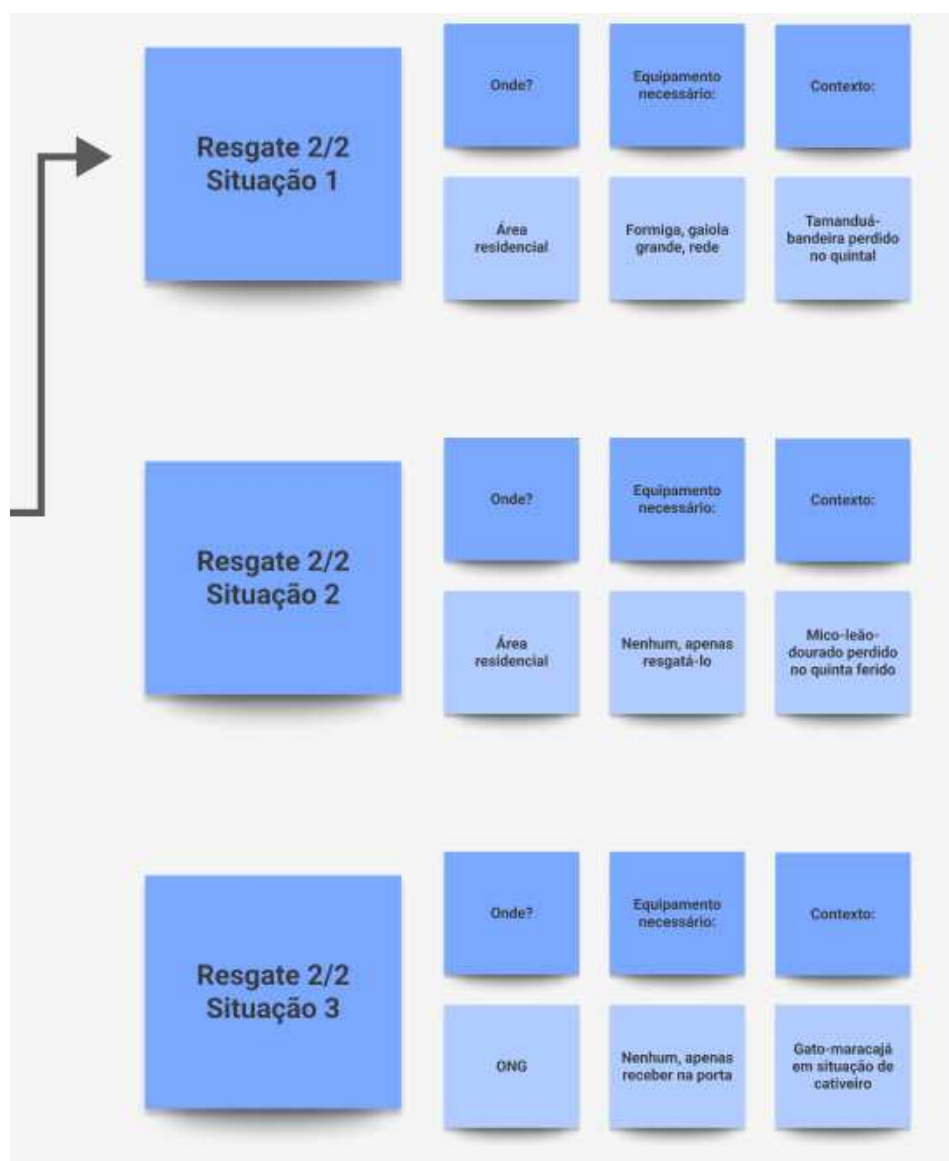 Resgate 2/2
Situação 1
Onde?
Equipamento
necessário:
Contexto:
Área
residencial
Formiga, gaiola
grande, rede
Tamanduá-
bandeira perdido
no quintal
Resgate 2/2
Situação 2
Onde?
Equipamento
necessário:
Contexto:
Área
residencial
Nenhum, apenas
resgatá-lo
Mico-leão-
dourado perdido
no quinta ferido
Resgate 2/2
Situação 3
Onde?
Equipamento
necessário:
Contexto:
ONG
Nenhum, apenas
receber na porta
Gato-maracajá
em situação de
cativeiro